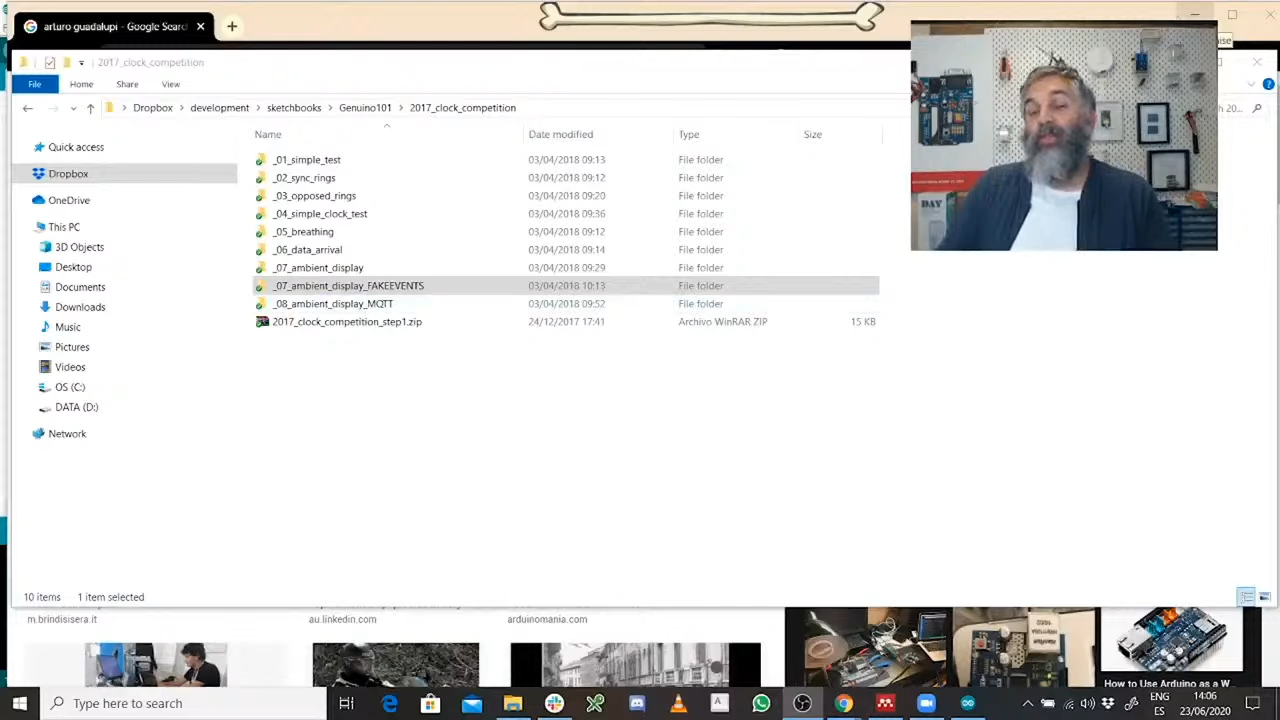 arturo guadalupi - Google Search
2017_clock_competition
File Home Share View
Dropbox development sketchbooks Genuino101 2017_clock_competition
h 20...
Name Date modified Type Size
Quick access
Dropbox
OneDrive
This PC
3D Objects
Desktop
Documents
Downloads
Music
Pictures
Videos
OS (C:)
DATA (D:)
Network
_01_simple_test 03/04/2018 09:13 File folder
_02_sync_rings 03/04/2018 09:12 File folder
_03_opposed_rings 03/04/2018 09:20 File folder
_04_simple_clock_test 03/04/2018 09:36 File folder
_05_breathing 03/04/2018 09:12 File folder
_06_data_arrival 03/04/2018 09:14 File folder
_07_ambient_display 03/04/2018 09:29 File folder
_07_ambient_display_FAKEEVENTS 03/04/2018 10:13 File folder
_08_ambient_display_MQTT 03/04/2018 09:52 File folder
2017_clock_competition_step1.zip 24/12/2017 17:41 Archivo WinRAR ZIP 15 KB
DAY
10 items 1 item selected
m.brindisisera.it
au.linkedin.com
arduinomania.com
How to Use Arduino as a W...
Type here to search
ENG
ES
14:06
23/06/2020